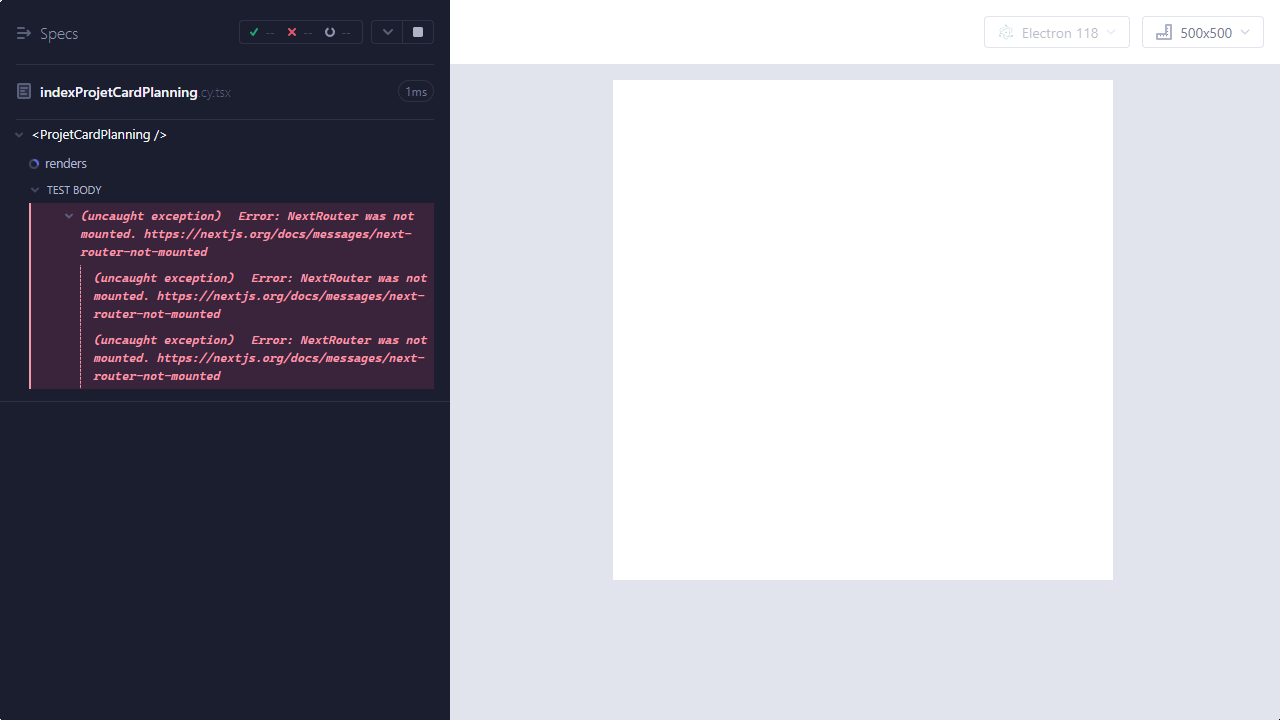 Specs -- -- --
Electron 118 500x500
indexProjetCardPlanning.cy.tsx 1ms
<ProjetCardPlanning />
renders
TEST BODY
(uncaught exception) Error: NextRouter was not
mounted. https://nextjs.org/docs/messages/next-
router-not-mounted
(uncaught exception) Error: NextRouter was not
mounted. https://nextjs.org/docs/messages/next-
router-not-mounted
(uncaught exception) Error: NextRouter was not
mounted. https://nextjs.org/docs/messages/next-
router-not-mounted